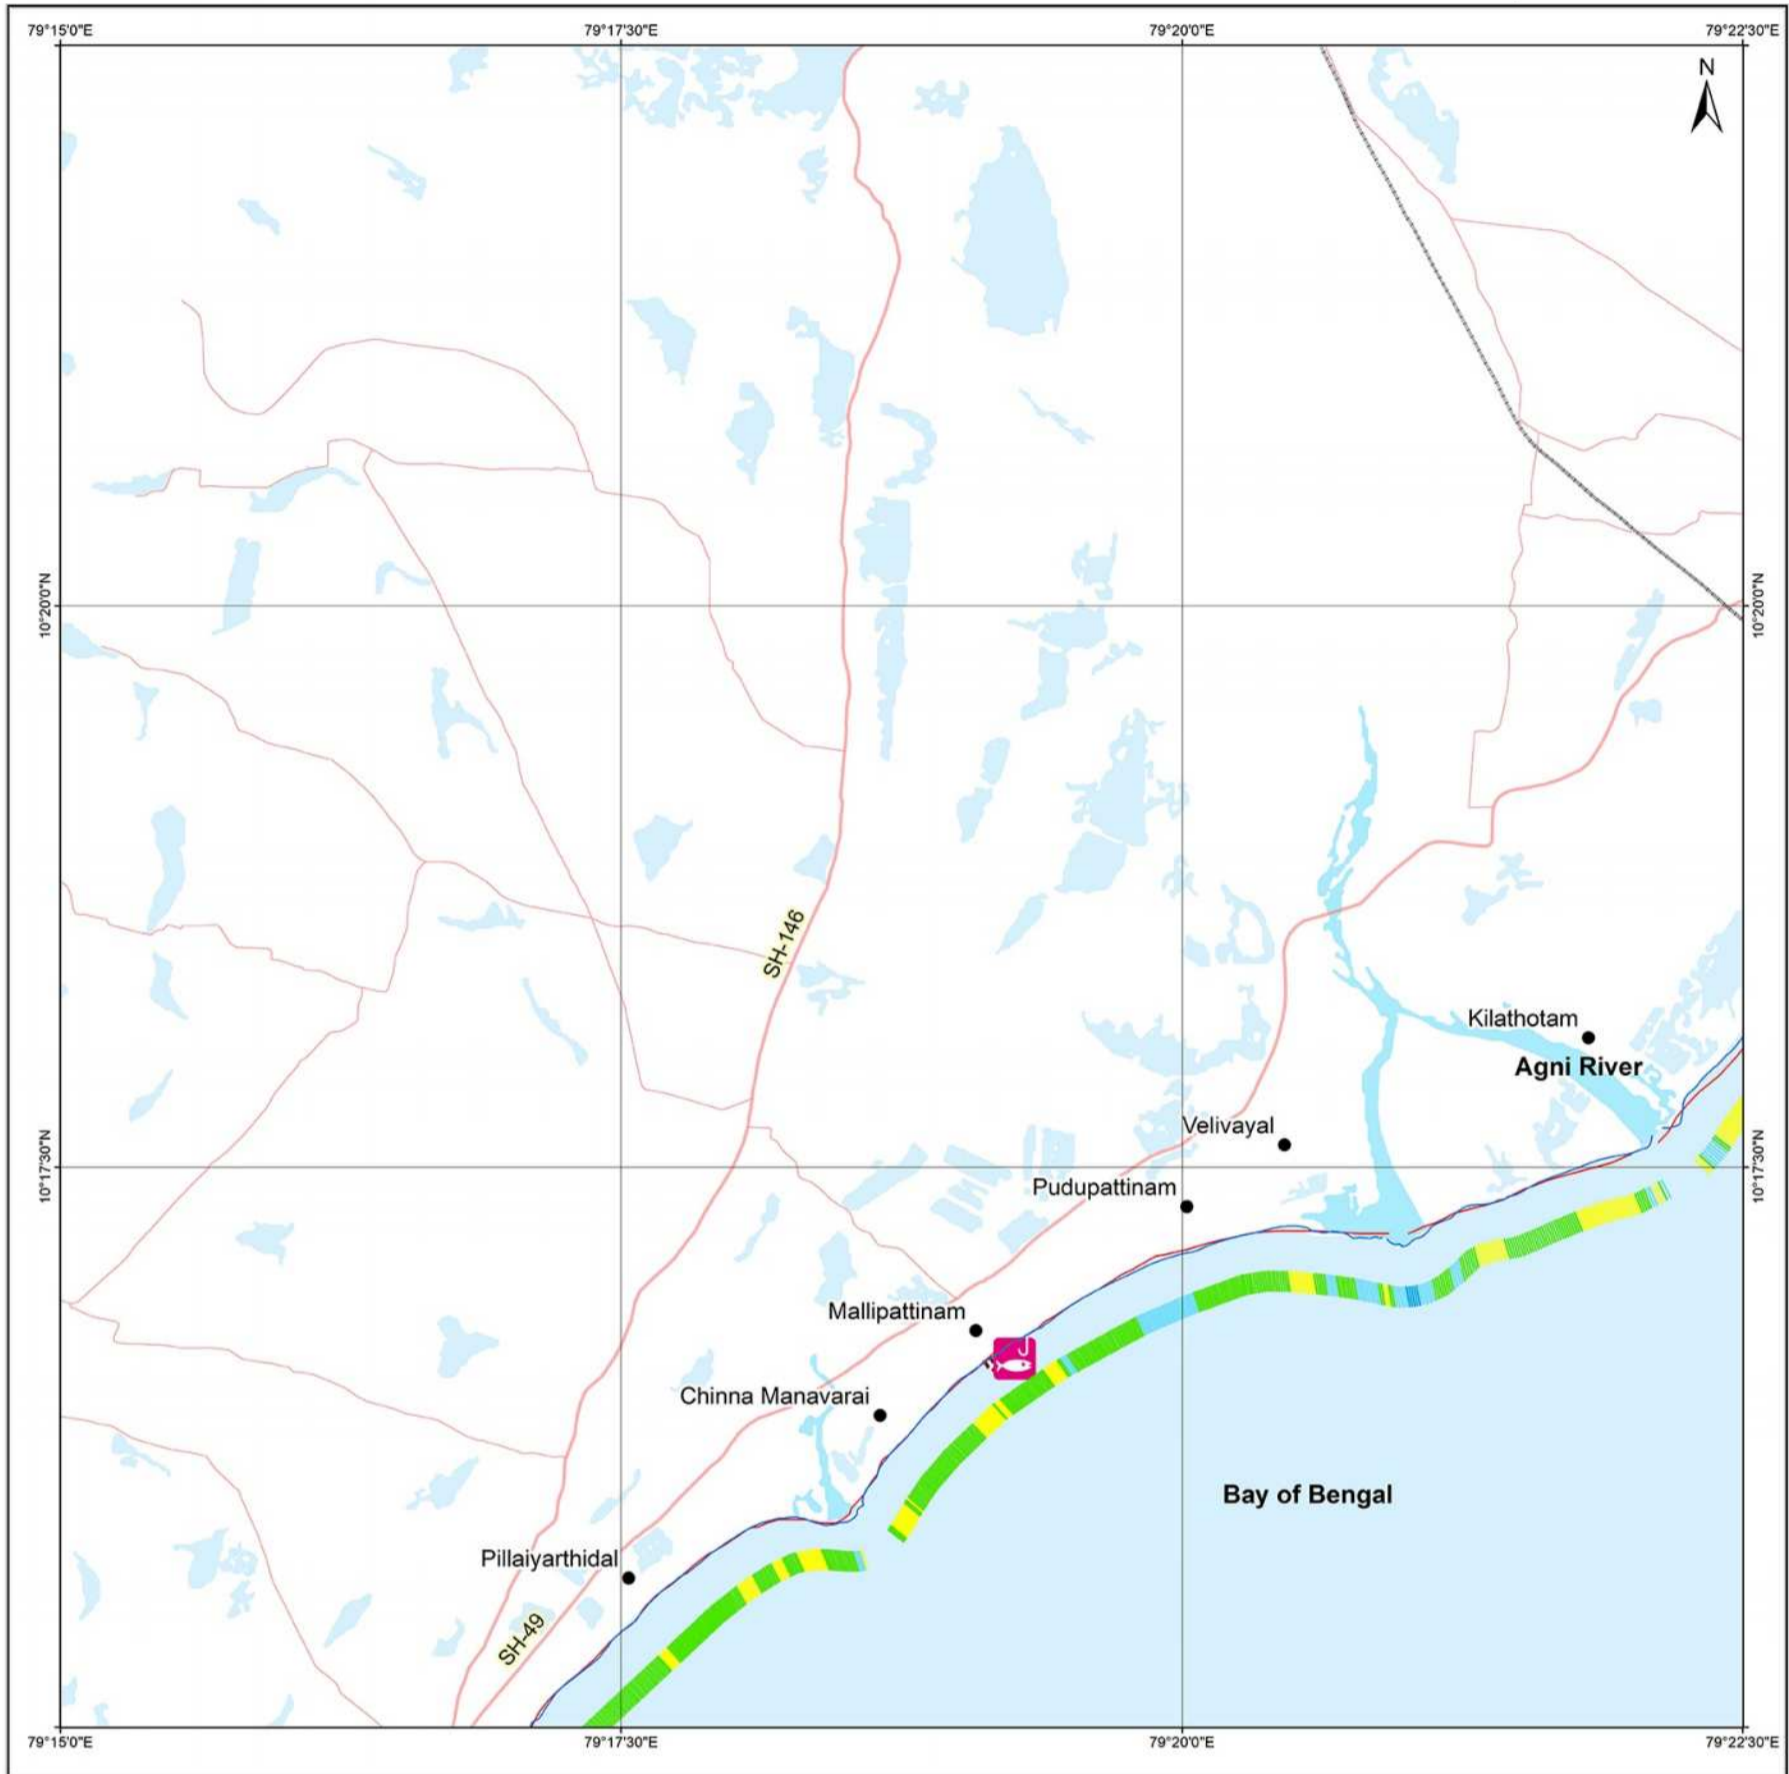 79°15'0"E
79°17'30"E
79°20'0"E
79°22'30"E
N
10°20'0"N
10°20'0"N
SH-146
Kilathotam
Agni River
Velivayal
10°17'30"N
10°17'30"N
Pudupattinam
Mallipattinam
Chinna Manavarai
Bay of Bengal
Pillaiyarthidal
SH-49
79°15'0"E
79°17'30"E
79°20'0"E
79°22'30"E